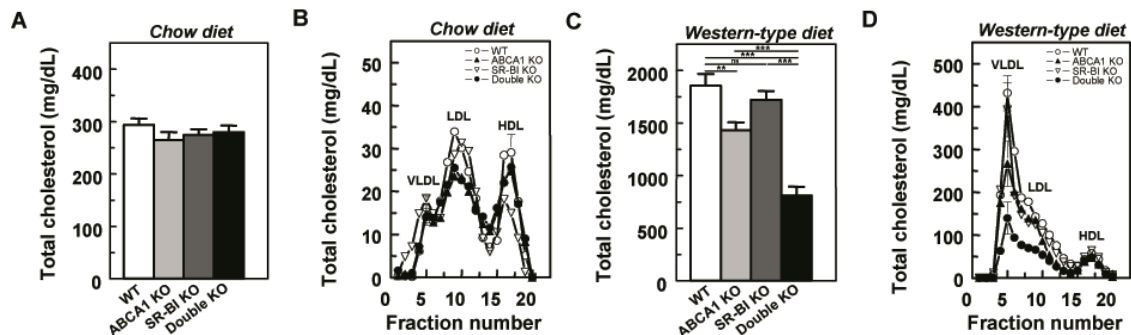 A
Chow diet
Total cholesterol (mg/dL)
400
300
200
100
0
WT
ABCA1 KO
SR-BI KO
Double KO
B
Chow diet
Total cholesterol (mg/dL)
50
40
30
20
10
0
WT
ABCA1 KO
SR-BI KO
Double KO
VLDL
LDL
HDL
0 5 10 15 20
Fraction number
C
Western-type diet
Total cholesterol (mg/dL)
2000
1750
1500
1250
1000
750
500
250
0
***
***
ns
***
**
WT
ABCA1 KO
SR-BI KO
Double KO
D
Western-type diet
Total cholesterol (mg/dL)
500
400
300
200
100
0
WT
ABCA1 KO
SR-BI KO
Double KO
VLDL
LDL
HDL
0 5 10 15 20
Fraction number